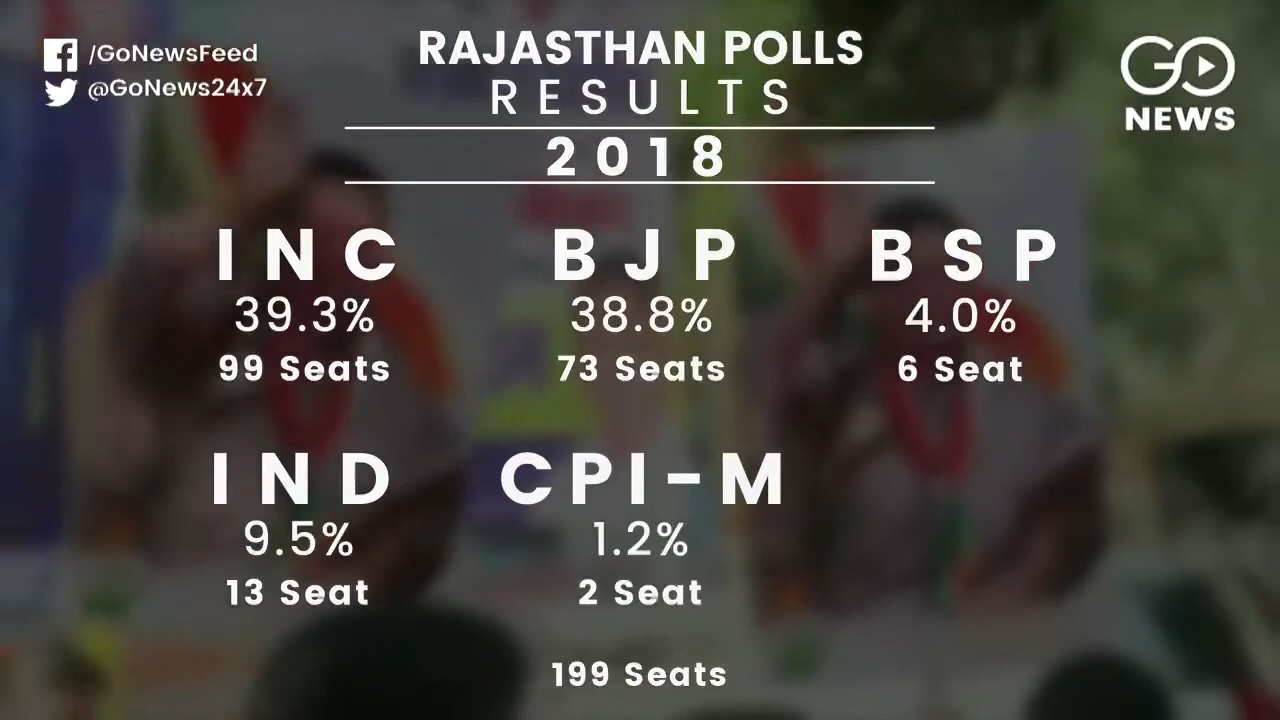 /GoNewsFeed
@GoNews24x7
RAJASTHAN POLLS
RESULTS
2018
GO
NEWS
INC
39.3%
99 Seats
BJP
38.8%
73 Seats
BSP
4.0%
6 Seat
IND
9.5%
13 Seat
CPI-M
1.2%
2 Seat
199 Seats